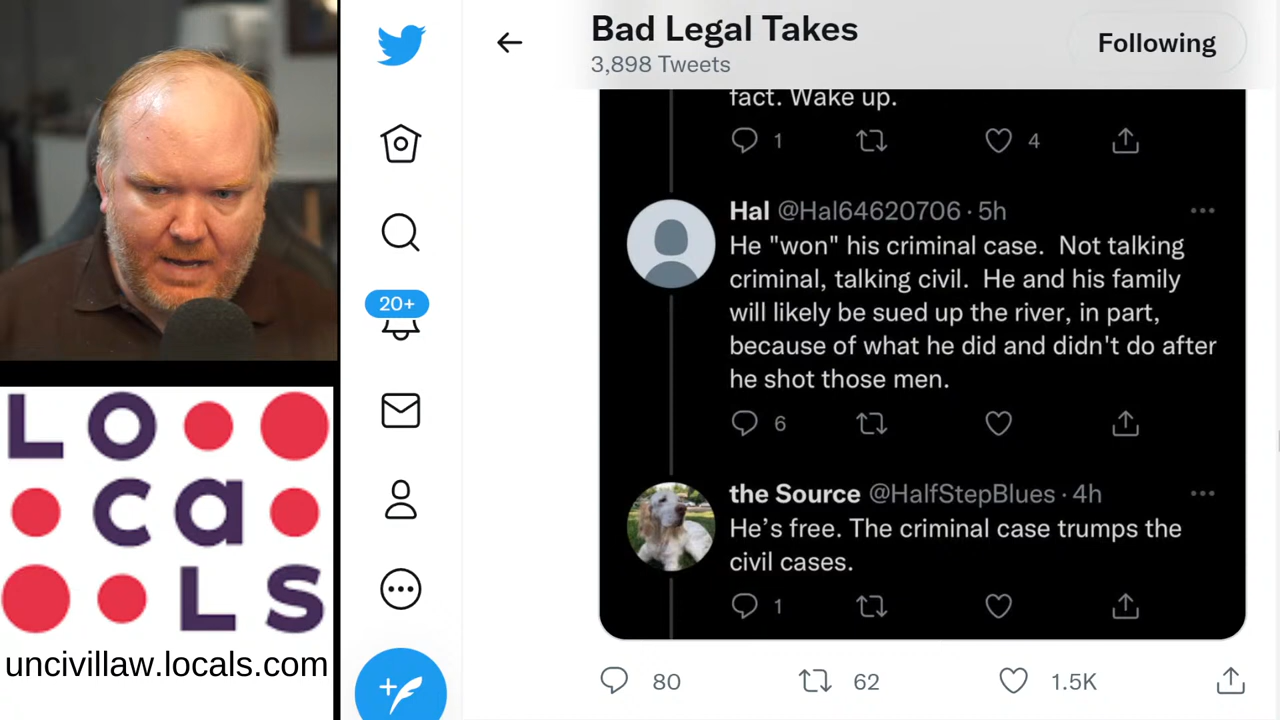 Bad Legal Takes
3,898 Tweets
Following
fact. Wake up.
1
4
Hal @Hal64620706 · 5h
He "won" his criminal case. Not talking
criminal, talking civil. He and his family
will likely be sued up the river, in part,
because of what he did and didn't do after
he shot those men.
6
the Source @HalfStepBlues · 4h
He’s free. The criminal case trumps the
civil cases.
1
80
62
1.5K
20+
LO
ca
LS
uncivillaw.locals.com